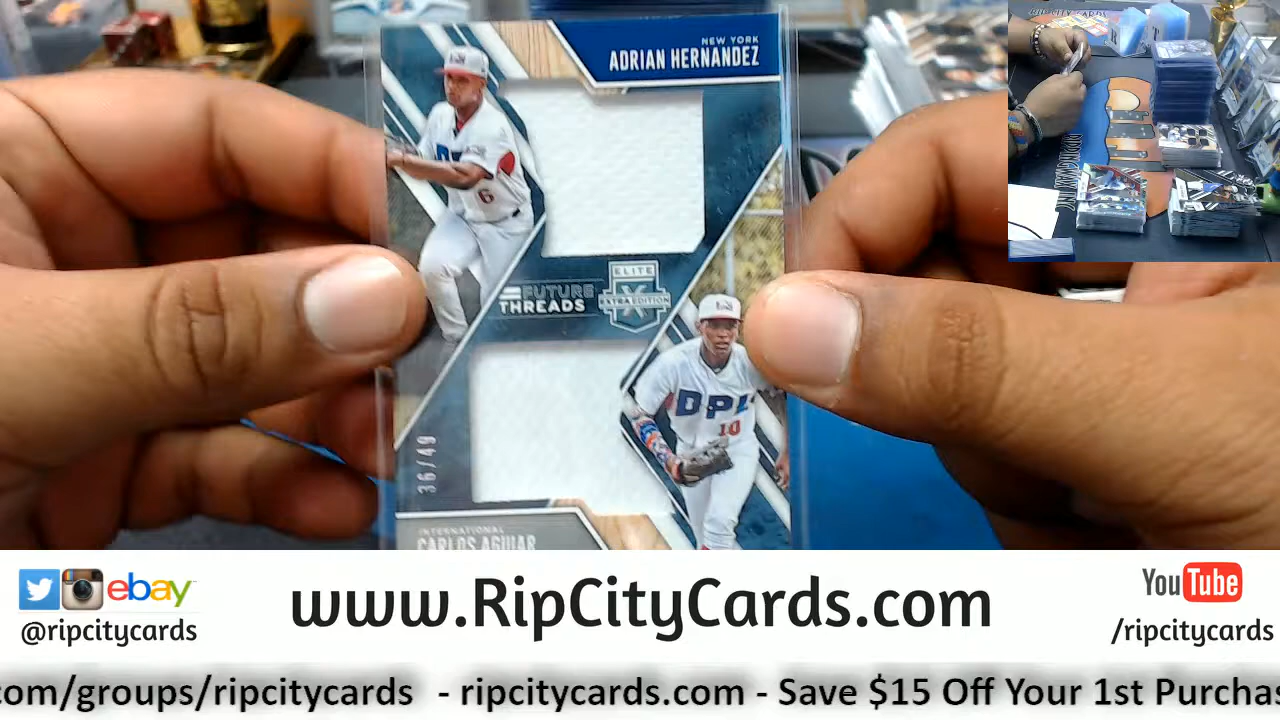 NEW YORK
ADRIAN HERNANDEZ
6
ELITE
EXTRA EDITION
FUTURE
THREADS
DPL
10
36/49
INTERNATIONAL
CARLOS AGUIAR
ebay
@ripcitycards
www.RipCityCards.com
YouTube
/ripcitycards
com/groups/ripcitycards - ripcitycards.com - Save $15 Off Your 1st Purchas